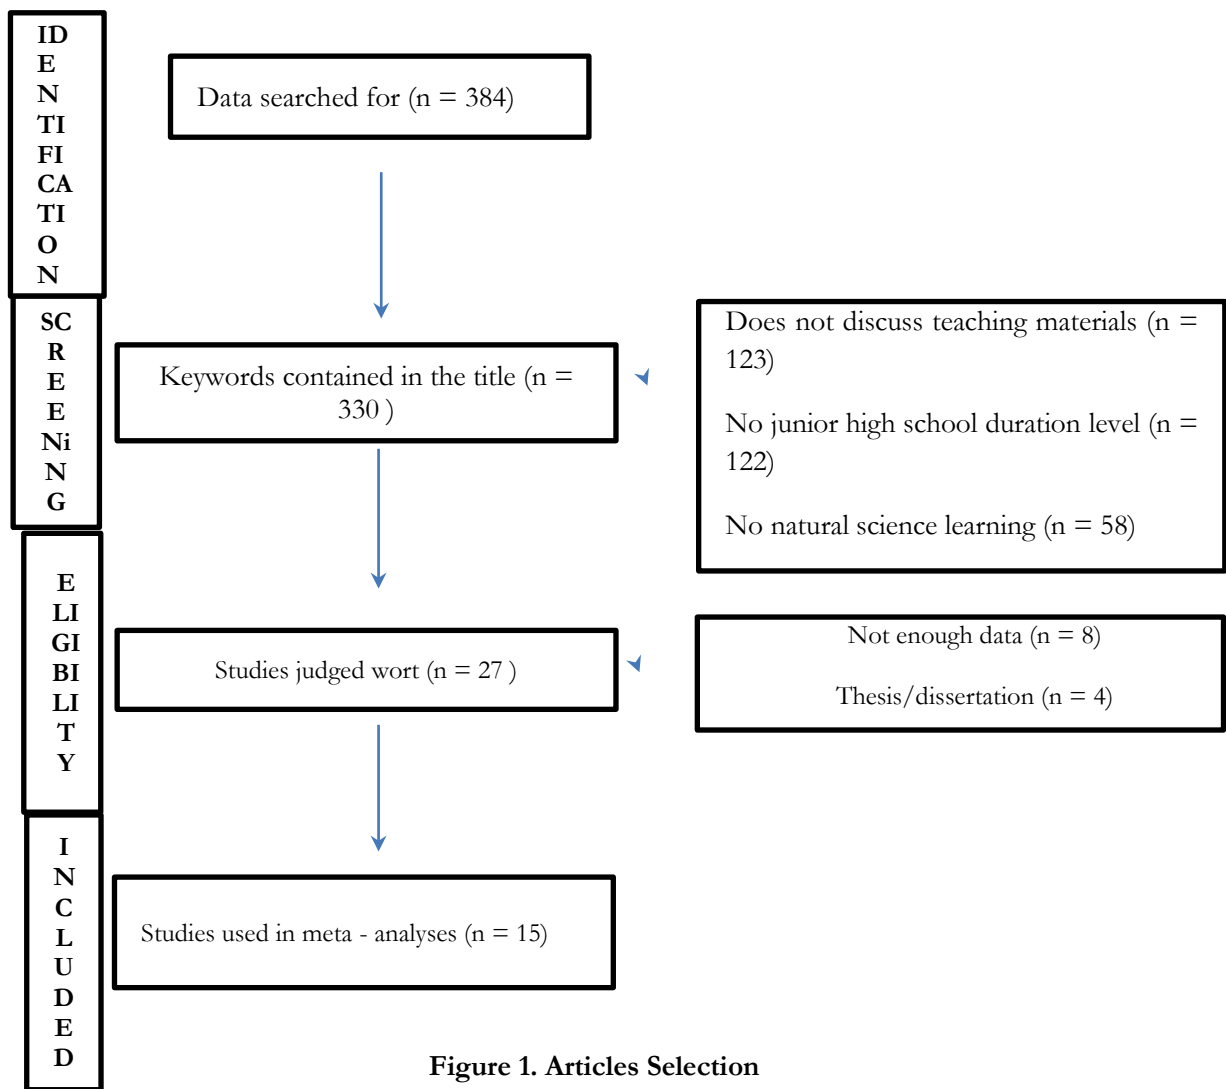 ID
E
N
TI
FI
CA
TI
O
N
Data searched for (n = 384)
SC
R
E
E
Ni
N
G
Keywords contained in the title (n =
330 )
Does not discuss teaching materials (n =
123)
No junior high school duration level (n =
122)
No natural science learning (n = 58)
E
LI
GI
BI
LI
T
Y
Studies judged wort (n = 27 )
Not enough data (n = 8)
Thesis/dissertation (n = 4)
I
N
C
L
U
D
E
D
Studies used in meta - analyses (n = 15)
Figure 1. Articles Selection